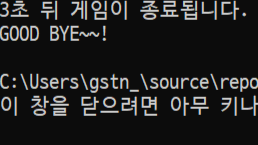 3초 뒤 게임이 종료됩니다.
GOOD BYE~~!
C:\Users\gstn_\source\repo
이 창을 닫으려면 아무 키나